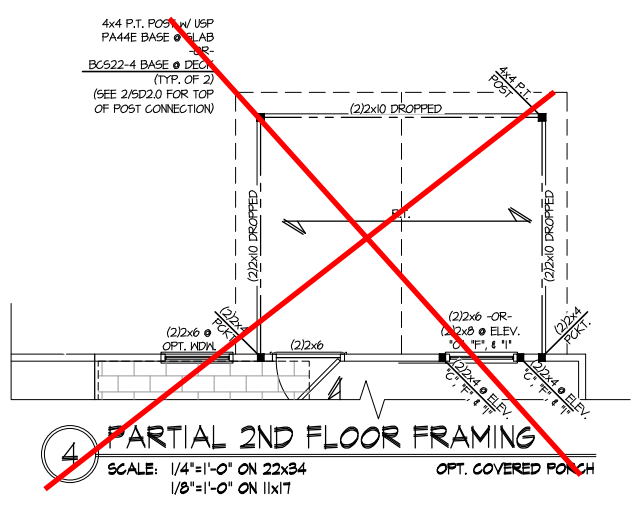 4x4 P.T. POST w/ USP
PA44E BASE @ SLAB
-OR-
BCS22-4 BASE @ DECK
(TYP. OF 2)
(SEE 2/SD2.0 FOR TOP
OF POST CONNECTION)
4x4 P.T.
POST
(2)2x10 DROPPED
(2)2x10 DROPPED
P.T.
(2)2x10 DROPPED
(2)2x4
PCKT.
(2)2x6 @
OPT. WDW.
(2)2x6
(2)2x6 -OR-
(2)2x8 @ ELEV.
"C", "F", & "I"
(2)2x4
PCKT.
(2)2x4 @ ELEV.
"C", "F", & "I"
(2)2x4 @ ELEV.
"C", "F", & "I"
4
PARTIAL 2ND FLOOR FRAMING
SCALE: 1/4"=1'-0" ON 22x34
OPT. COVERED PORCH
1/8"=1'-0" ON 11x17